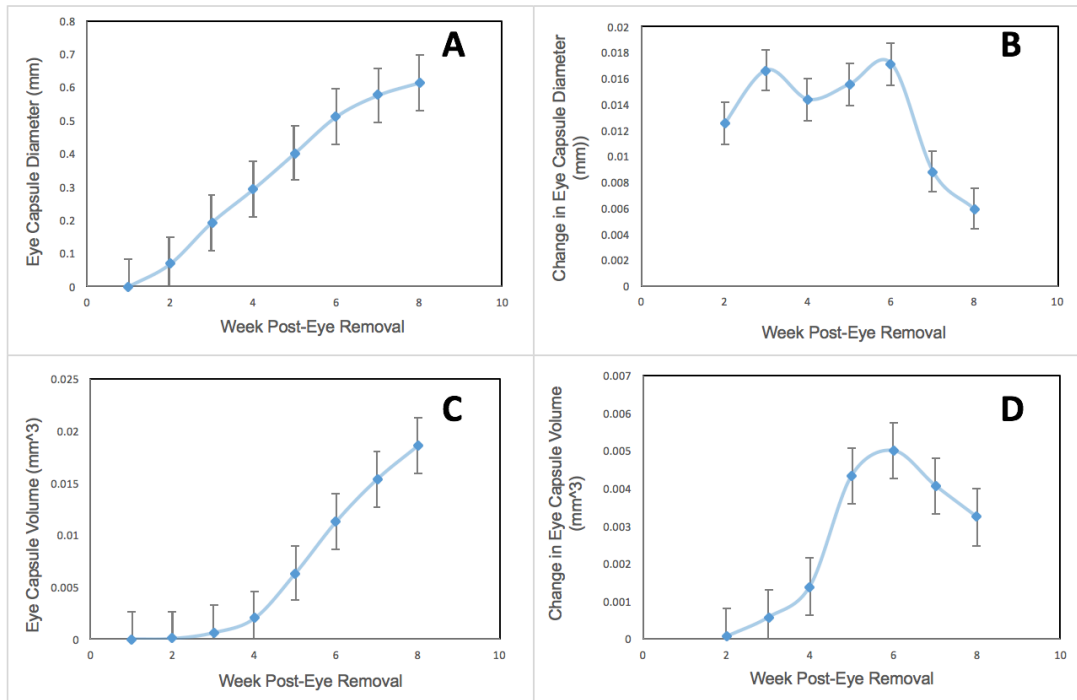 A
Eye Capsule Diameter (mm)
0.8
0.7
0.6
0.5
0.4
0.3
0.2
0.1
0
0 2 4 6 8 10
Week Post-Eye Removal
B
Change in Eye Capsule Diameter
(mm))
0.02
0.018
0.016
0.014
0.012
0.01
0.008
0.006
0.004
0.002
0
0 2 4 6 8 10
Week Post-Eye Removal
C
Eye Capsule Volume (mm^3)
0.025
0.02
0.015
0.01
0.005
0
0 2 4 6 8 10
Week Post-Eye Removal
D
Change in Eye Capsule Volume
(mm^3)
0.007
0.006
0.005
0.004
0.003
0.002
0.001
0
0 2 4 6 8 10
Week Post-Eye Removal